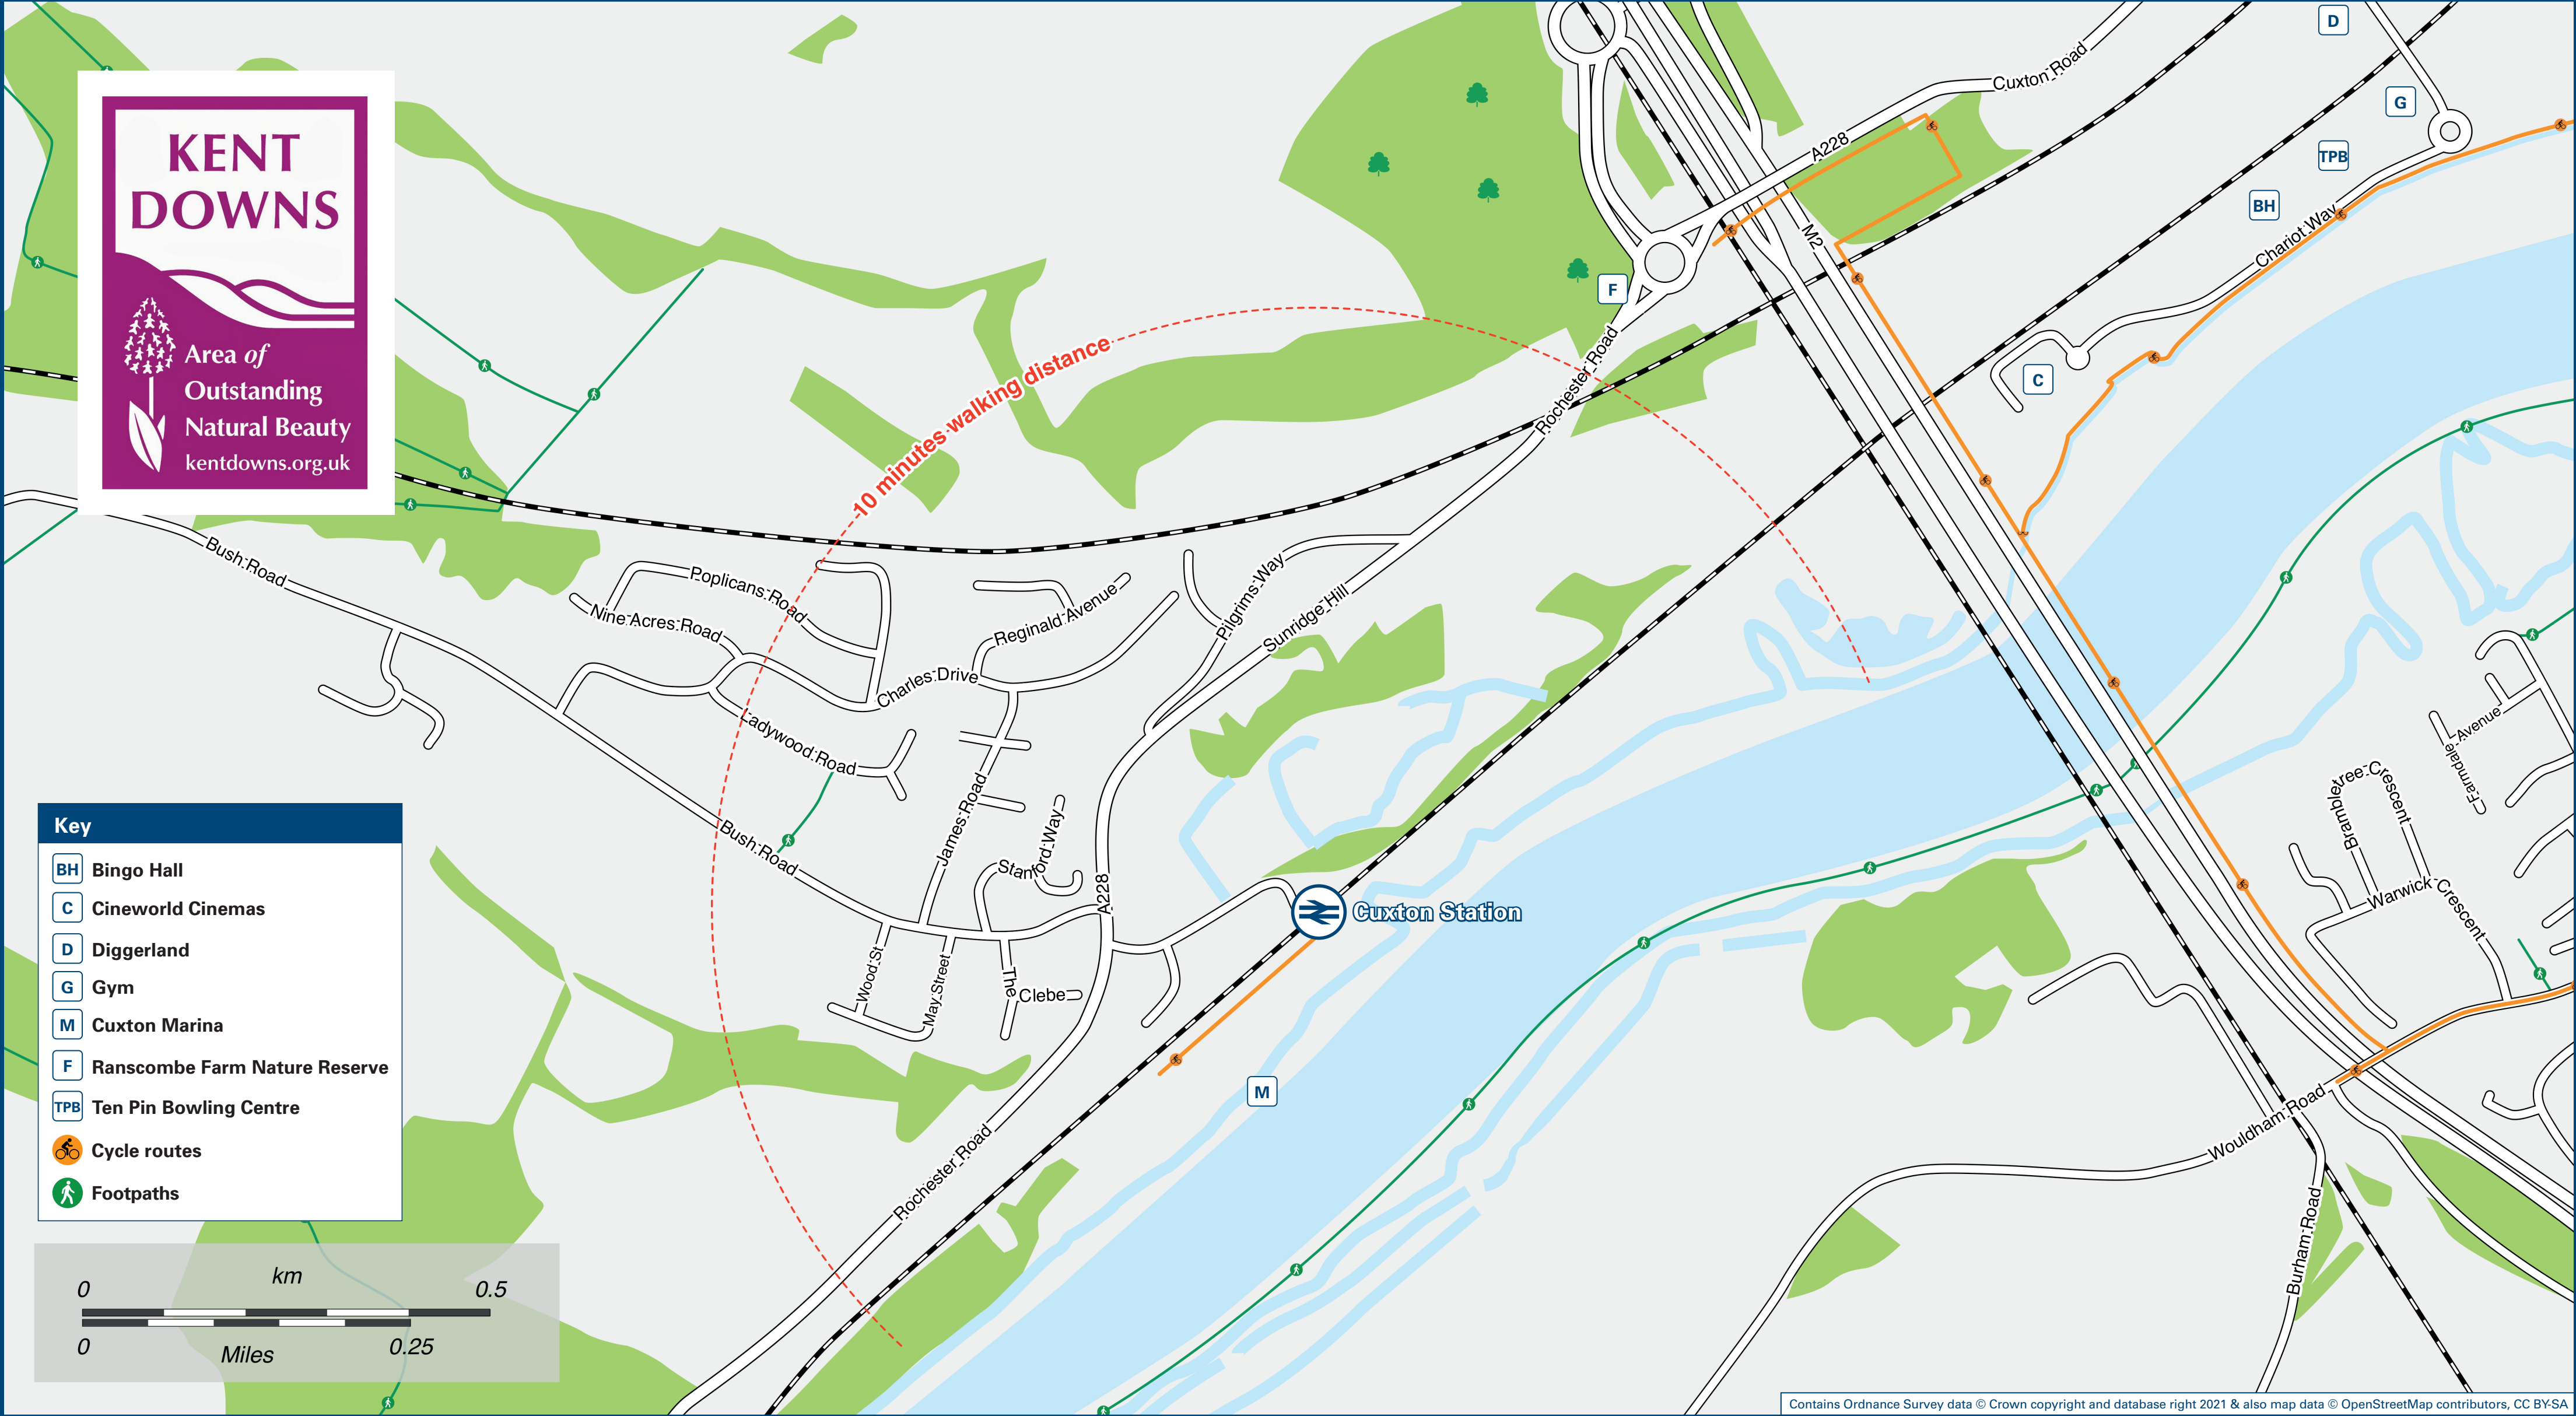 KENT
DOWNS
Area of
Outstanding
Natural Beauty
kentdowns.org.uk
D
Cuxton Road
G
A228
TPB
BH
M2
Chariot Way
F
C
10 minutes walking distance
Rochester Road
Bush Road
Poplicans Road
Nine Acres Road
Reginald Avenue
Pilgrims Way
Sunridge Hill
Charles Drive
Ladywood Road
James Road
Stanford Way
Bush Road
A228
Cuxton Station
Wood St
May Street
The Clebe
M
Rochester Road
Farmdale Avenue
Brambletree Crescent
Warwick Crescent
Wouldham Road
Burham Road
Key
BH Bingo Hall
C Cineworld Cinemas
D Diggerland
G Gym
M Cuxton Marina
F Ranscombe Farm Nature Reserve
TPB Ten Pin Bowling Centre
Cycle routes
Footpaths
km
0 0.5
0 0.25
Miles
Contains Ordnance Survey data © Crown copyright and database right 2021 & also map data © OpenStreetMap contributors, CC BY-SA